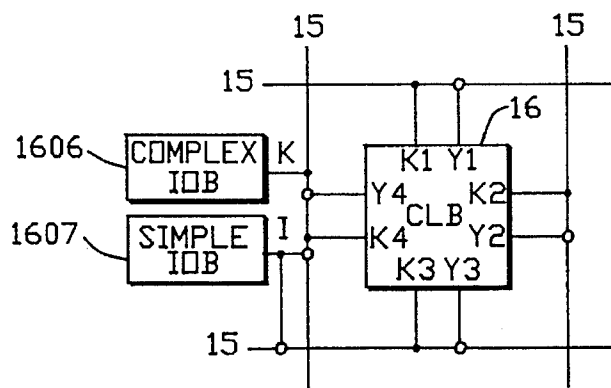 15 15
15 16
1606 COMPLEX IOB K K1 Y1
Y4 K2
CLB
1607 SIMPLE IOB I K4 Y2
K3 Y3
15